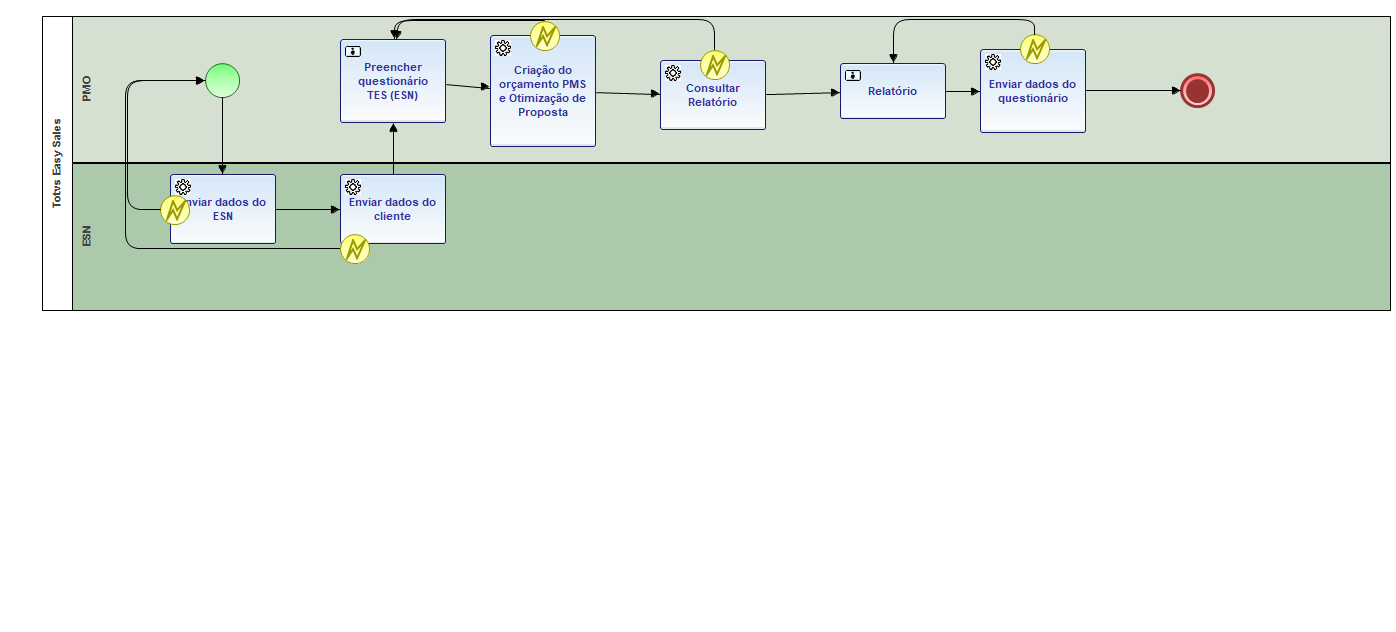 Totvs Easy Sales
PMO
Preencher
questionário
TES (ESN)
Criação do
orçamento PMS
e Otimização de
Proposta
Consultar
Relatório
Relatório
Enviar dados do
questionário
ESN
nviar dados do
ESN
Enviar dados do
cliente